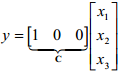 y = [1 0 0] [x₁ x₂ x₃]
C